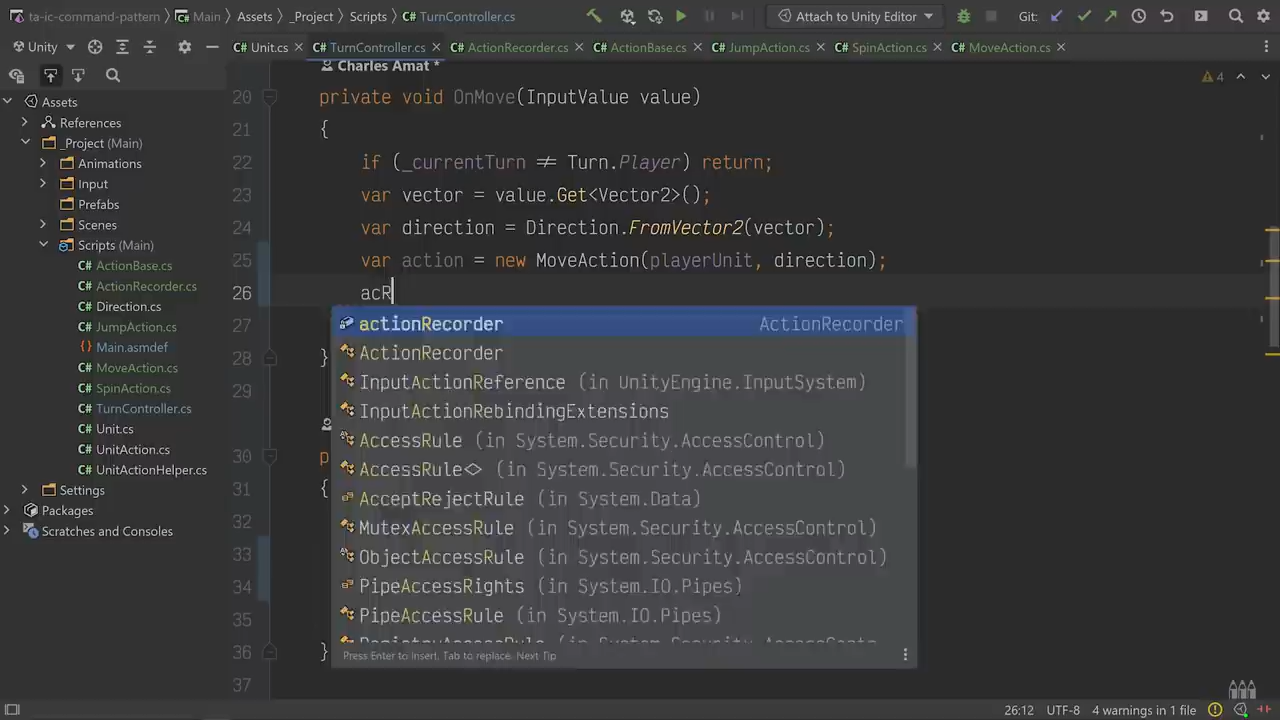 ta-ic-command-pattern Main Assets _Project Scripts TurnController.cs Attach to Unity Editor Git:
Unity Unit.cs TurnController.cs ActionRecorder.cs ActionBase.cs JumpAction.cs SpinAction.cs MoveAction.cs
Charles Amat *
4
Assets
References
_Project (Main)
Animations
Input
Prefabs
Scenes
Scripts (Main)
ActionBase.cs
ActionRecorder.cs
Direction.cs
JumpAction.cs
Main.asmdef
MoveAction.cs
SpinAction.cs
TurnController.cs
Unit.cs
UnitAction.cs
UnitActionHelper.cs
Settings
Packages
Scratches and Consoles
20 private void OnMove(InputValue value)
21 {
22 if (_currentTurn ≠ Turn.Player) return;
23 var vector = value.Get<Vector2>();
24 var direction = Direction.FromVector2(vector);
25 var action = new MoveAction(playerUnit, direction);
26 acR
27
28 }
29
30 p
31 {
32
33
34
35
36 }
37
actionRecorder ActionRecorder
ActionRecorder
InputActionReference (in UnityEngine.InputSystem)
InputActionRebindingExtensions
AccessRule (in System.Security.AccessControl)
AccessRule<> (in System.Security.AccessControl)
AcceptRejectRule (in System.Data)
MutexAccessRule (in System.Security.AccessControl)
ObjectAccessRule (in System.Security.AccessControl)
PipeAccessRights (in System.IO.Pipes)
PipeAccessRule (in System.IO.Pipes)
Press Enter to insert, Tab to replace Next Tip
26:12 UTF-8 4 warnings in 1 file